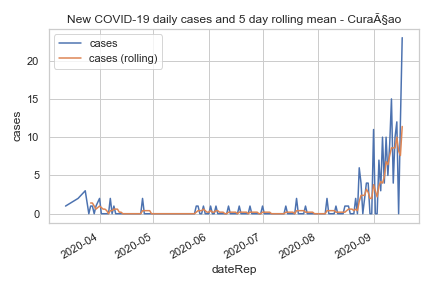 New COVID-19 daily cases and 5 day rolling mean - CuraÃ§ao
cases
cases (rolling)
cases
20
15
10
5
0
2020-04
2020-05
2020-06
2020-07
2020-08
2020-09
dateRep